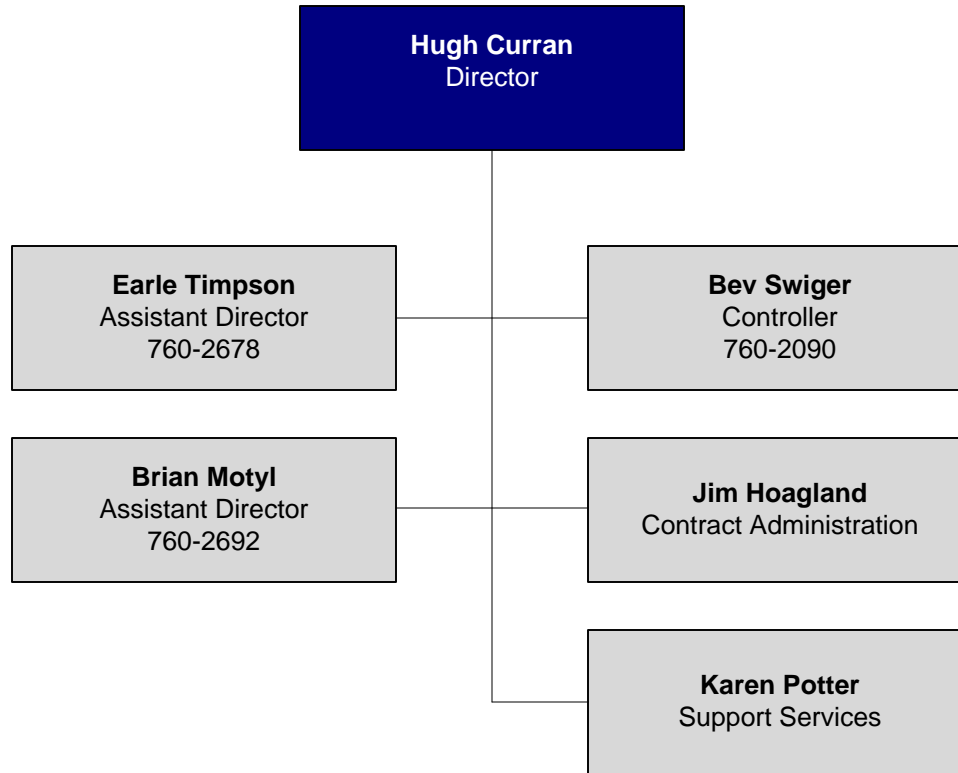 Hugh Curran
Director
Earle Timpson
Assistant Director
760-2678
Bev Swiger
Controller
760-2090
Brian Motyl
Assistant Director
760-2692
Jim Hoagland
Contract Administration
Karen Potter
Support Services